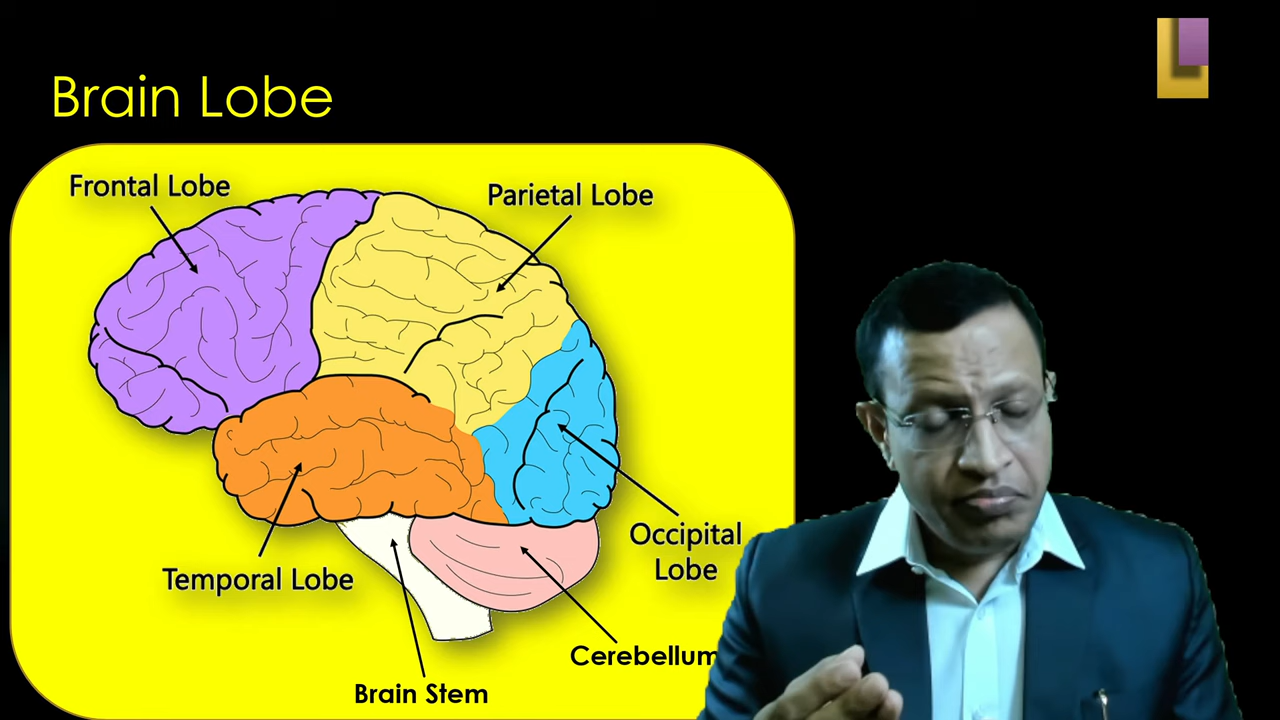 Brain Lobe
Frontal Lobe
Parietal Lobe
Occipital
Lobe
Temporal Lobe
Cerebellum
Brain Stem